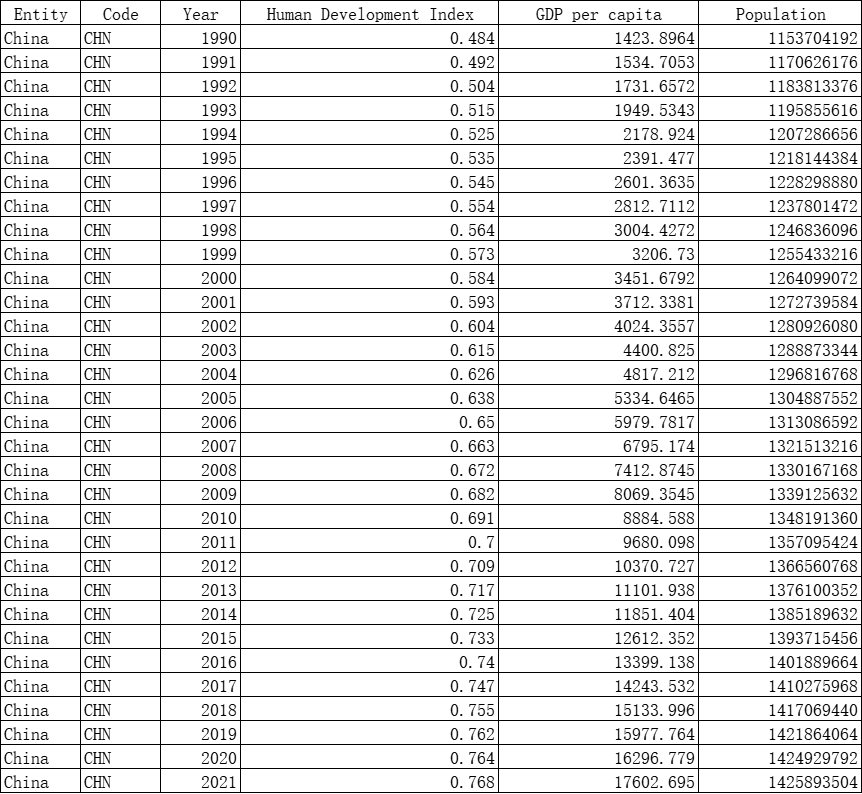 Entity Code Year Human Development Index GDP per capita Population
China CHN 1990 0.484 1423.8964 1153704192
China CHN 1991 0.492 1534.7053 1170626176
China CHN 1992 0.504 1731.6572 1183813376
China CHN 1993 0.515 1949.5343 1195855616
China CHN 1994 0.525 2178.924 1207286656
China CHN 1995 0.535 2391.477 1218144384
China CHN 1996 0.545 2601.3635 1228298880
China CHN 1997 0.554 2812.7112 1237801472
China CHN 1998 0.564 3004.4272 1246836096
China CHN 1999 0.573 3206.73 1255433216
China CHN 2000 0.584 3451.6792 1264099072
China CHN 2001 0.593 3712.3381 1272739584
China CHN 2002 0.604 4024.3557 1280926080
China CHN 2003 0.615 4400.825 1288873344
China CHN 2004 0.626 4817.212 1296816768
China CHN 2005 0.638 5334.6465 1304887552
China CHN 2006 0.65 5979.7817 1313086592
China CHN 2007 0.663 6795.174 1321513216
China CHN 2008 0.672 7412.8745 1330167168
China CHN 2009 0.682 8069.3545 1339125632
China CHN 2010 0.691 8884.588 1348191360
China CHN 2011 0.7 9680.098 1357095424
China CHN 2012 0.709 10370.727 1366560768
China CHN 2013 0.717 11101.938 1376100352
China CHN 2014 0.725 11851.404 1385189632
China CHN 2015 0.733 12612.352 1393715456
China CHN 2016 0.74 13399.138 1401889664
China CHN 2017 0.747 14243.532 1410275968
China CHN 2018 0.755 15133.996 1417069440
China CHN 2019 0.762 15977.764 1421864064
China CHN 2020 0.764 16296.779 1424929792
China CHN 2021 0.768 17602.695 1425893504